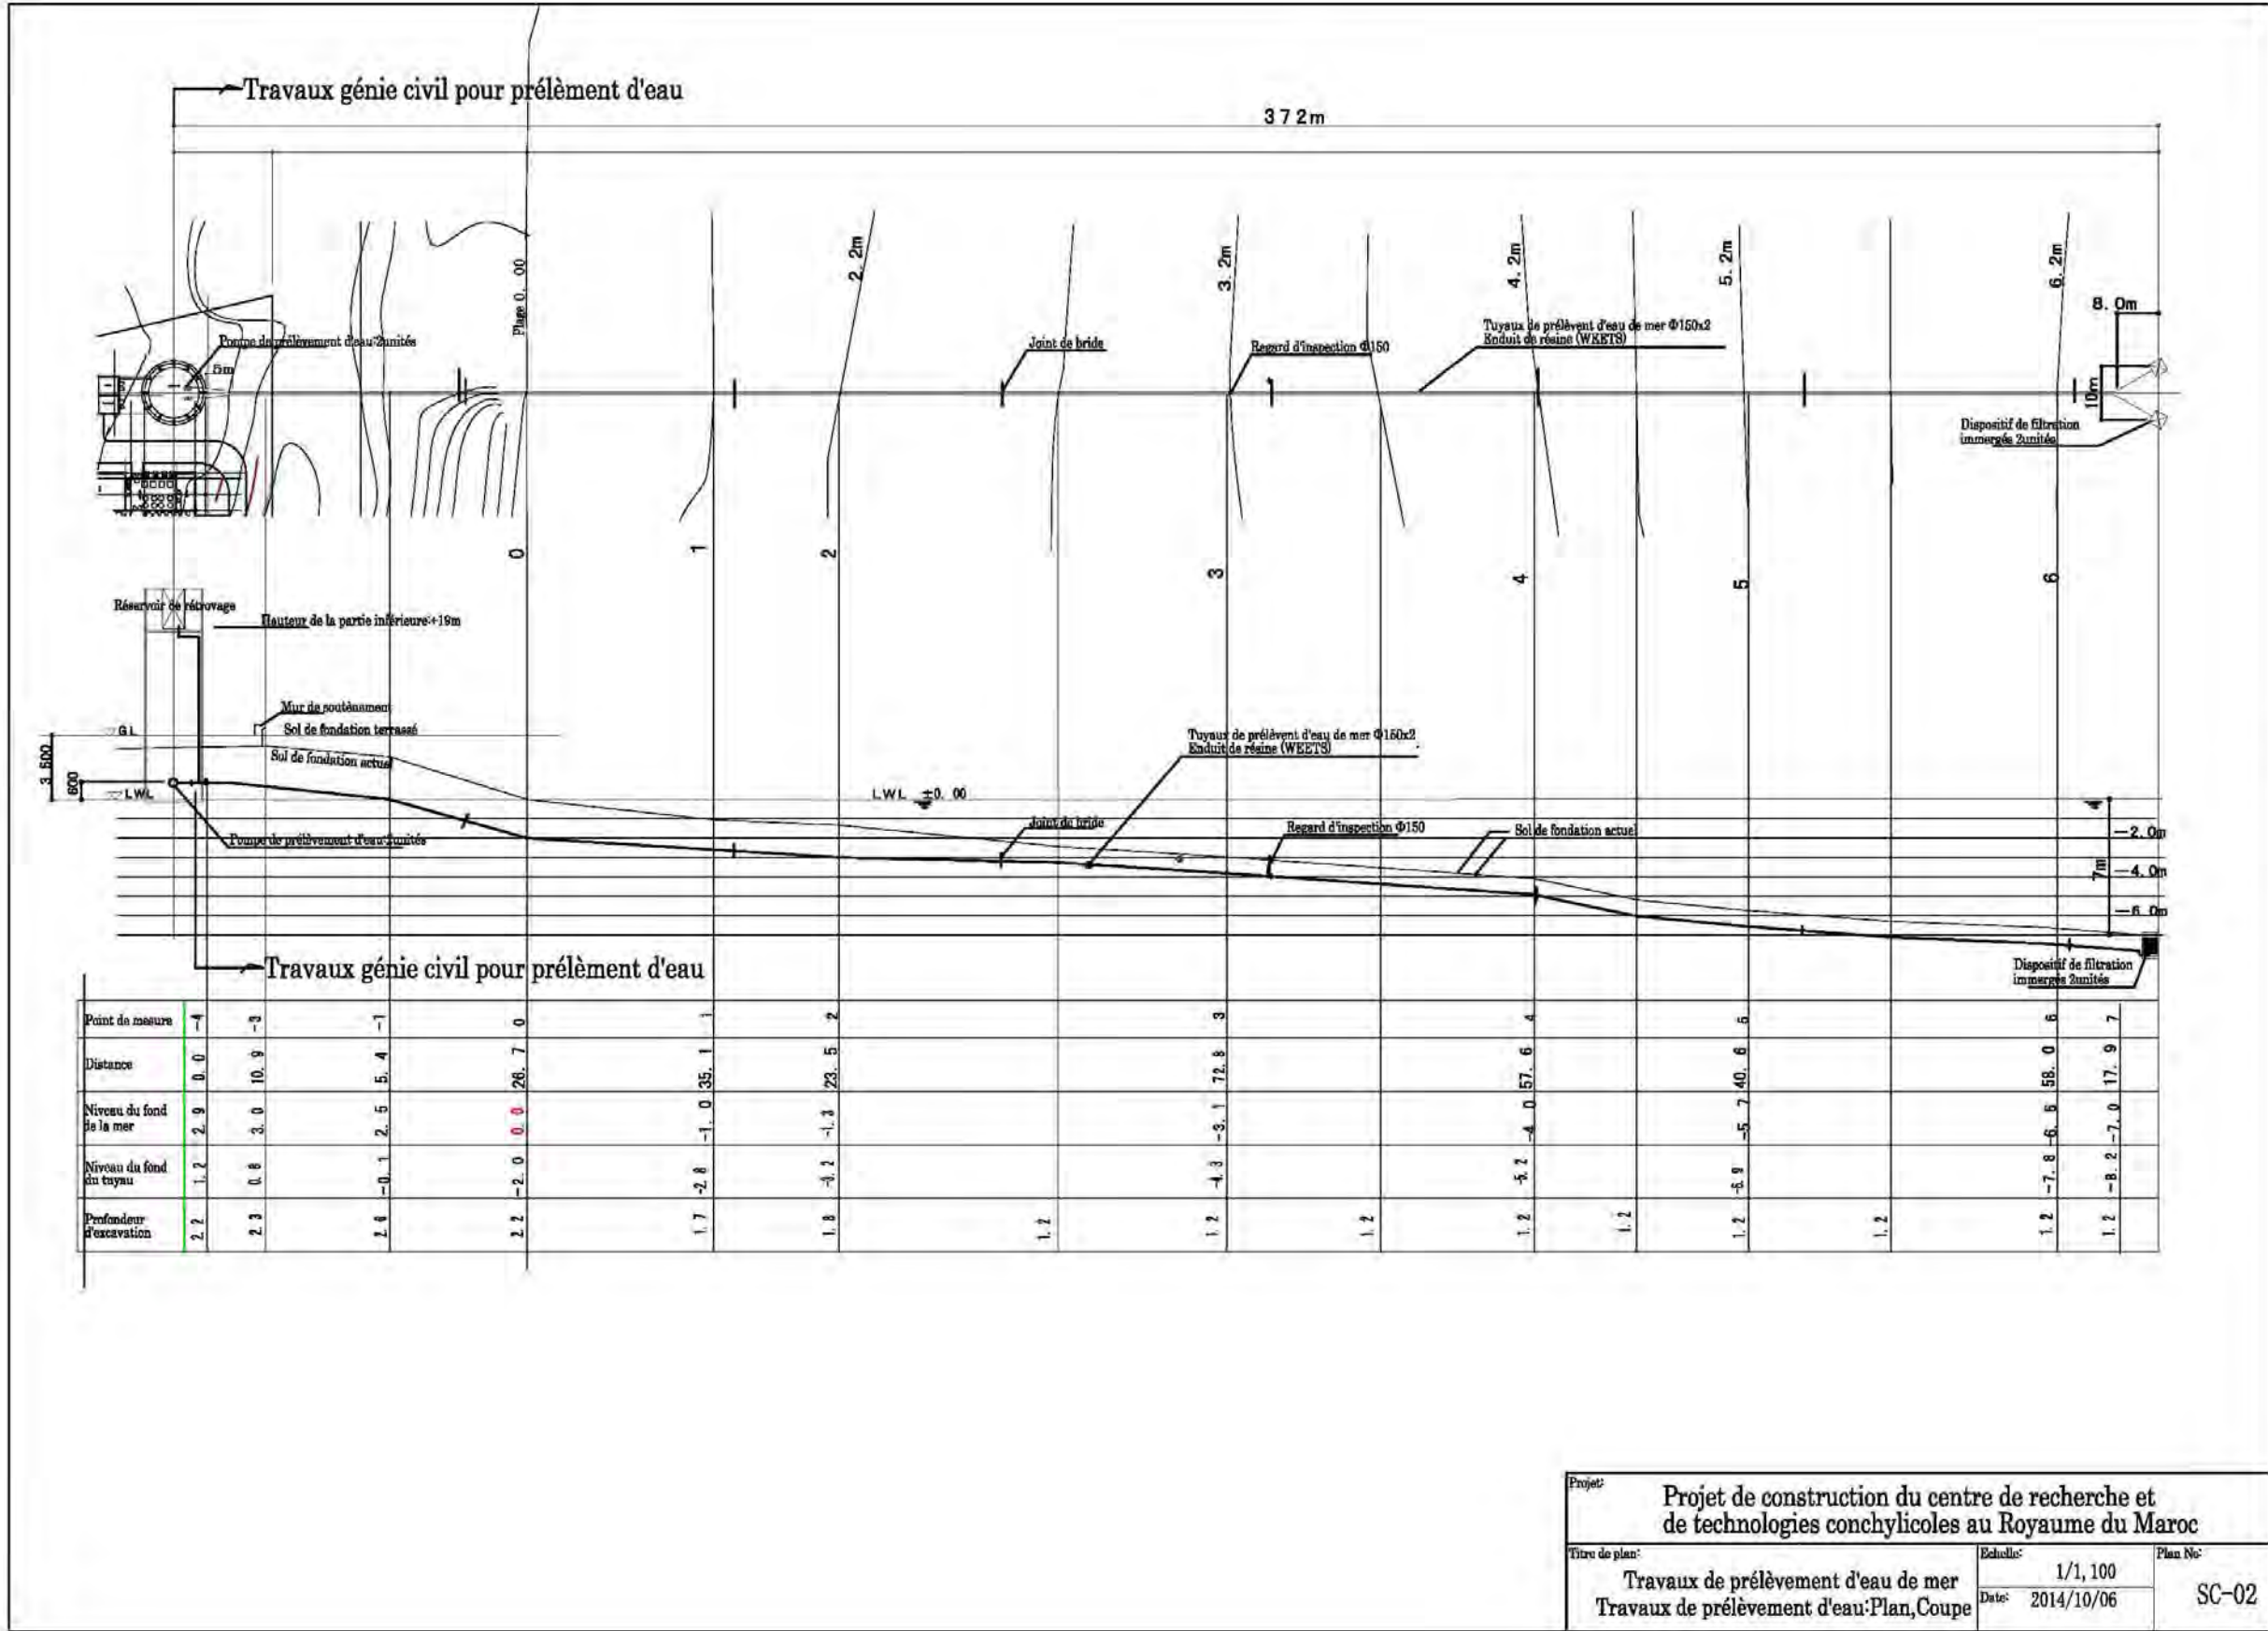 Travaux génie civil pour prélèment d'eau
372m
Plage 0. 00
2. 2m
3. 2m
4. 2m
5. 2m
6. 2m
8. 0m
10m
Pompe de prélèvement d'eau:2unités
5m
Joint de bride
Regard d'inspection Φ150
Tuyaux de prélèvent d'eau de mer Φ150x2
Enduit de résine (WEETS)
Dispositif de filtration
immergés 2unités
0
1
2
3
4
5
6
Réservoir de rétrovage
Hauteur de la partie inférieure:+19m
Mur de soutènament
GL
Sol de fondation terrassé
Sol de fondation actuel
3 500
600
LWL
LWL ±0. 00
Tuyaux de prélèvent d'eau de mer Φ150x2
Enduit de résine (WEETS)
Joint de bride
Regard d'inspection Φ150
Sol de fondation actuel
Pompe de prélèvement d'eau:2unités
-2. 0m
-4. 0m
-6. 0m
7m
Travaux génie civil pour prélèment d'eau
Dispositif de filtration
immergés 2unités
Point de mesure -4 -3 -1 0 1 2 3 4 5 6 7
Distance 0. 0 10. 9 5. 4 26. 7 35. 1 23. 5 72. 8 57. 6 40. 6 58. 0 17. 9
Niveau du fond
de la mer 2. 9 3. 0 2. 5 0. 0 -1. 0 -1. 3 -3. 1 -4. 0 -5. 7 -6. 6 -7. 0
Niveau du fond
du tuyau 1. 2 0. 8 -0. 1 -2. 0 -2. 8 -3. 2 -4. 3 -5. 2 -6. 9 -7. 8 -8. 2
Profondeur
d'excavation 2. 2 2. 3 2. 6 2. 2 1. 7 1. 8 1. 2 1. 2 1. 2 1. 2 1. 2 1. 2 1. 2 1. 2 1. 2
Projet:
Projet de construction du centre de recherche et
de technologies conchylicoles au Royaume du Maroc
Titre de plan:
Travaux de prélèvement d'eau de mer
Travaux de prélèvement d'eau:Plan,Coupe
Echelle:
1/1, 100
Date: 2014/10/06
Plan No:
SC-02